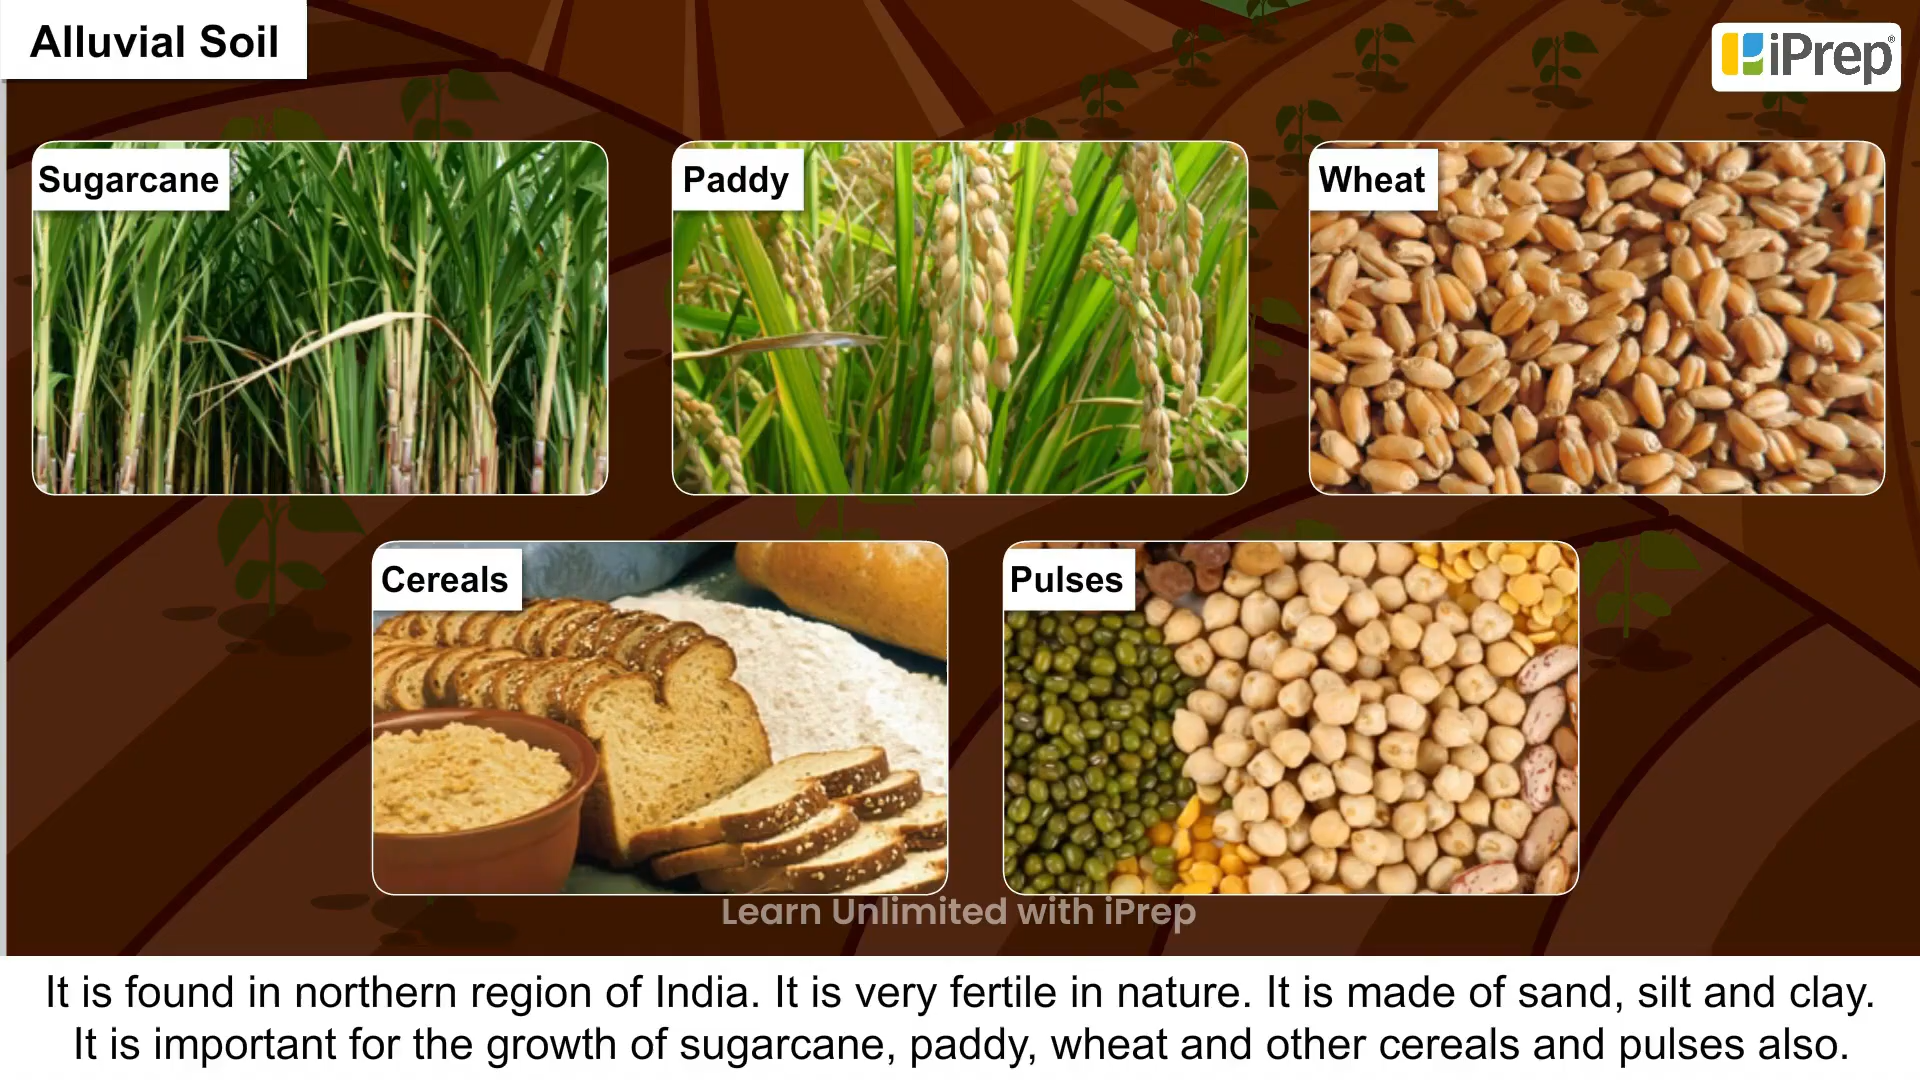 Alluvial Soil
iPrep®
Sugarcane
Paddy
Wheat
Cereals
Pulses
Learn Unlimited with iPrep
It is found in northern region of India. It is very fertile in nature. It is made of sand, silt and clay.
It is important for the growth of sugarcane, paddy, wheat and other cereals and pulses also.